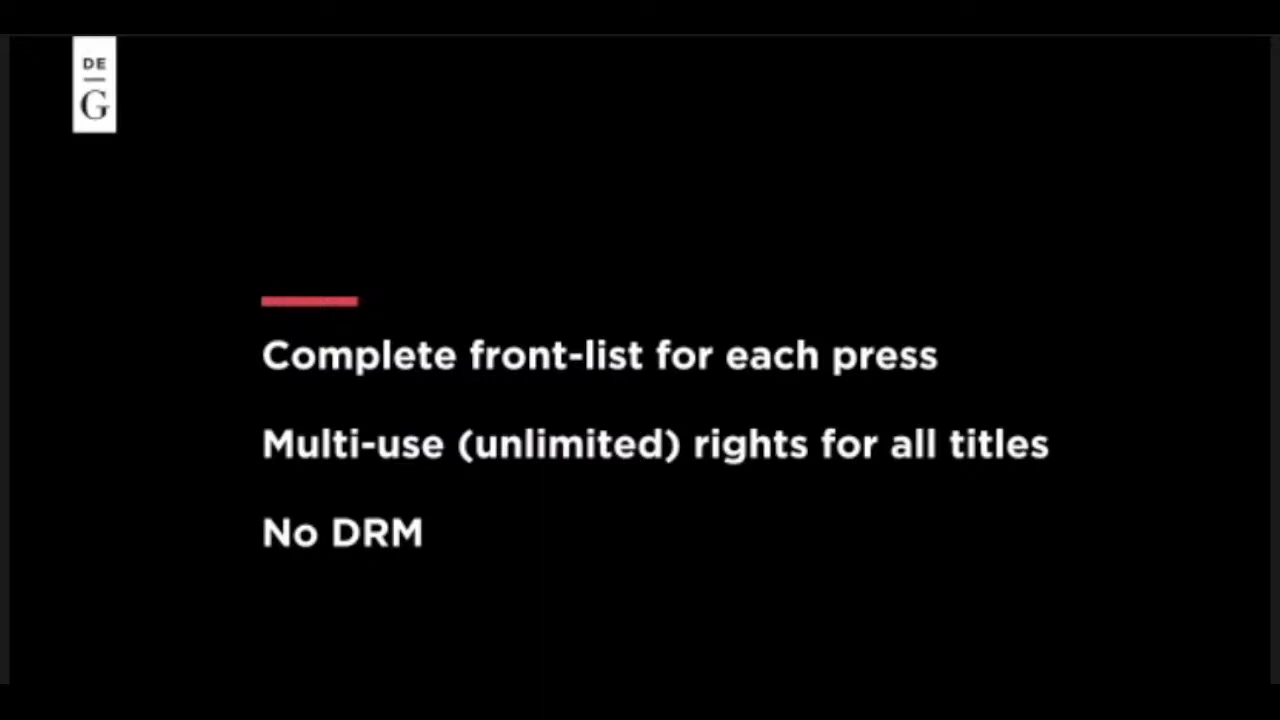 DE
G
Complete front-list for each press
Multi-use (unlimited) rights for all titles
No DRM